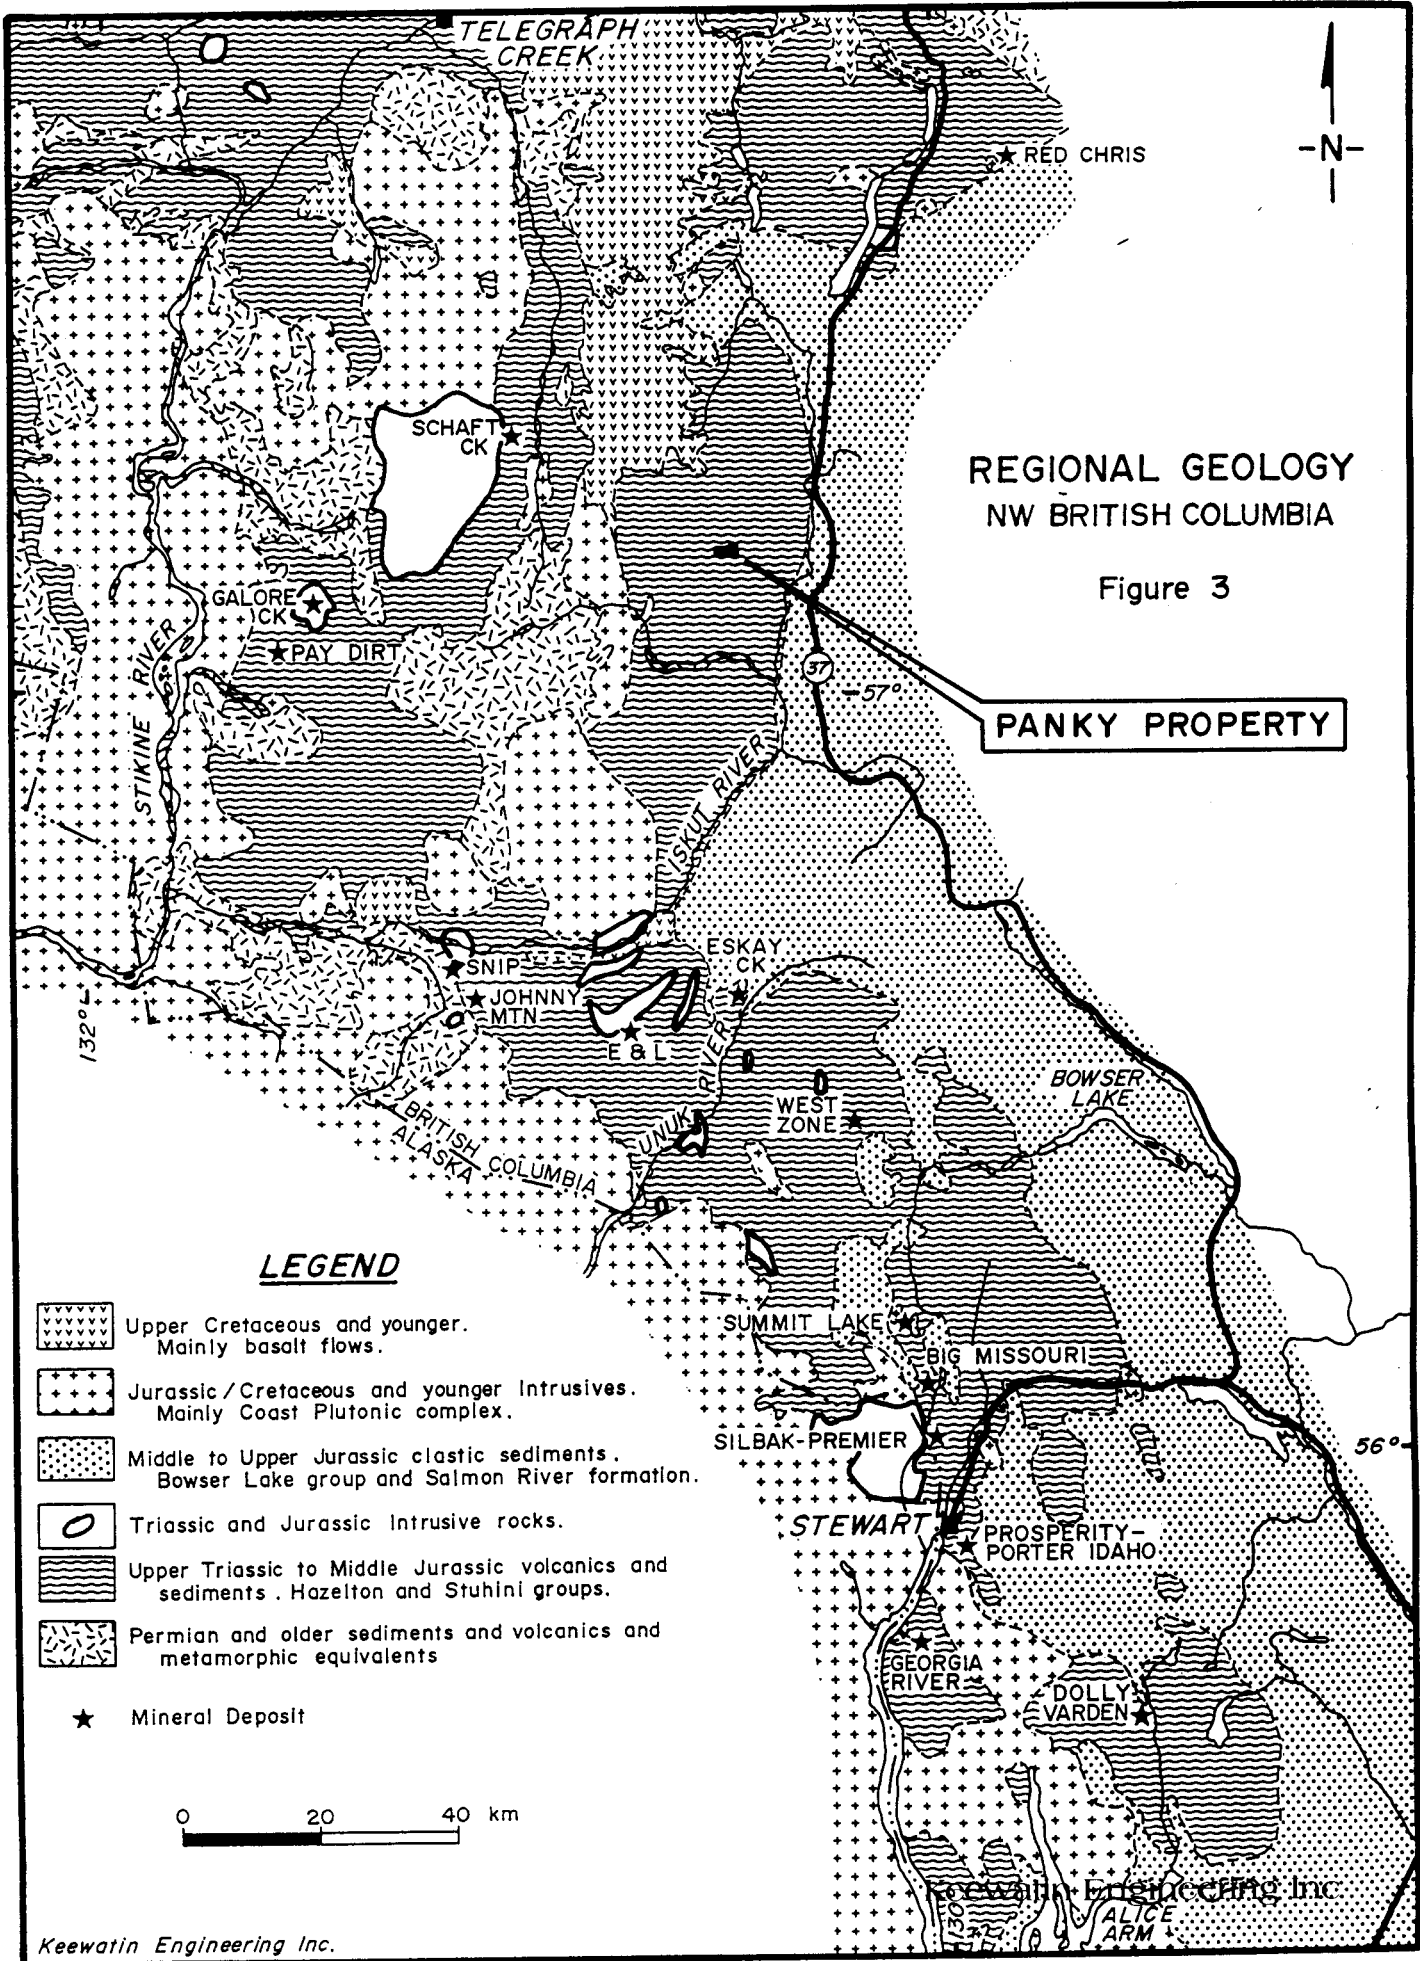 TELEGRAPH
CREEK
RED CHRIS
-N-
SCHAFT
CK
REGIONAL GEOLOGY
NW BRITISH COLUMBIA
Figure 3
GALORE
CK
PAY DIRT
STIKINE RIVER
37
57°
PANKY PROPERTY
ISKUT RIVER
ESKAY
CK
SNIP
JOHNNY
MTN
E & L
132°
UNUK RIVER
WEST
ZONE
BOWSER
LAKE
BRITISH COLUMBIA
ALASKA
SUMMIT LAKE
BIG MISSOURI
SILBAK-PREMIER
56°
STEWART
PROSPERITY-
PORTER IDAHO
GEORGIA
RIVER
DOLLY
VARDEN
ALICE
ARM
130°
LEGEND
Upper Cretaceous and younger.
Mainly basalt flows.
Jurassic/Cretaceous and younger Intrusives.
Mainly Coast Plutonic complex.
Middle to Upper Jurassic clastic sediments.
Bowser Lake group and Salmon River formation.
Triassic and Jurassic Intrusive rocks.
Upper Triassic to Middle Jurassic volcanics and
sediments. Hazelton and Stuhini groups.
Permian and older sediments and volcanics and
metamorphic equivalents
Mineral Deposit
0 20 40 km
Keewatin Engineering Inc.
Keewatin Engineering Inc